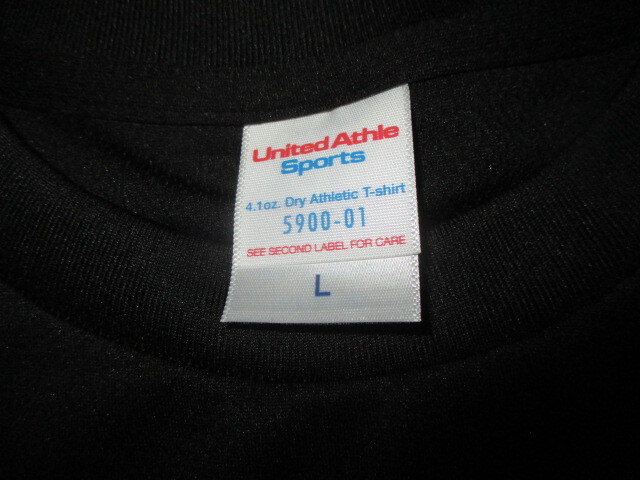 United Athle
Sports
4.1oz. Dry Athletic T-shirt
5900-01
SEE SECOND LABEL FOR CARE
L